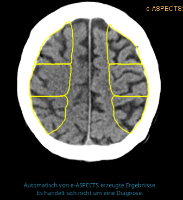 e-ASPECTS
Automatisch von e-ASPECTS erzeugte Ergebnisse.
Es handelt sich nicht um eine Diagnose.